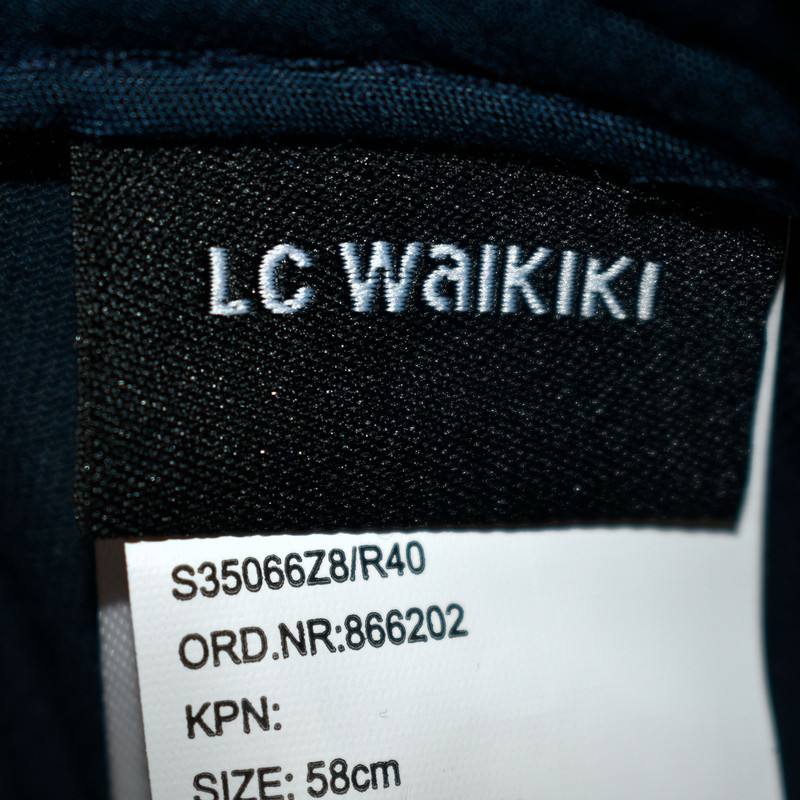 LC WaiKiKi
S35066Z8/R40
ORD.NR:866202
KPN:
SIZE: 58cm